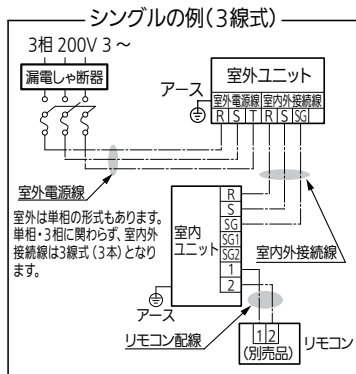 シングルの例(3線式)
3相 200V 3～
漏電しゃ断器
室外ユニット
アース
室外電源線 室内外接続線
R S T R S SG
室外電源線
室外は単相の形式もあります。
単相・3相に関わらず、室内外
接続線は3線式(3本)となり
ます。
室内
ユニット
R
S
SG
SG1
SG2
1
2
室内外接続線
アース
リモコン配線
1 2
(別売品)
リモコン